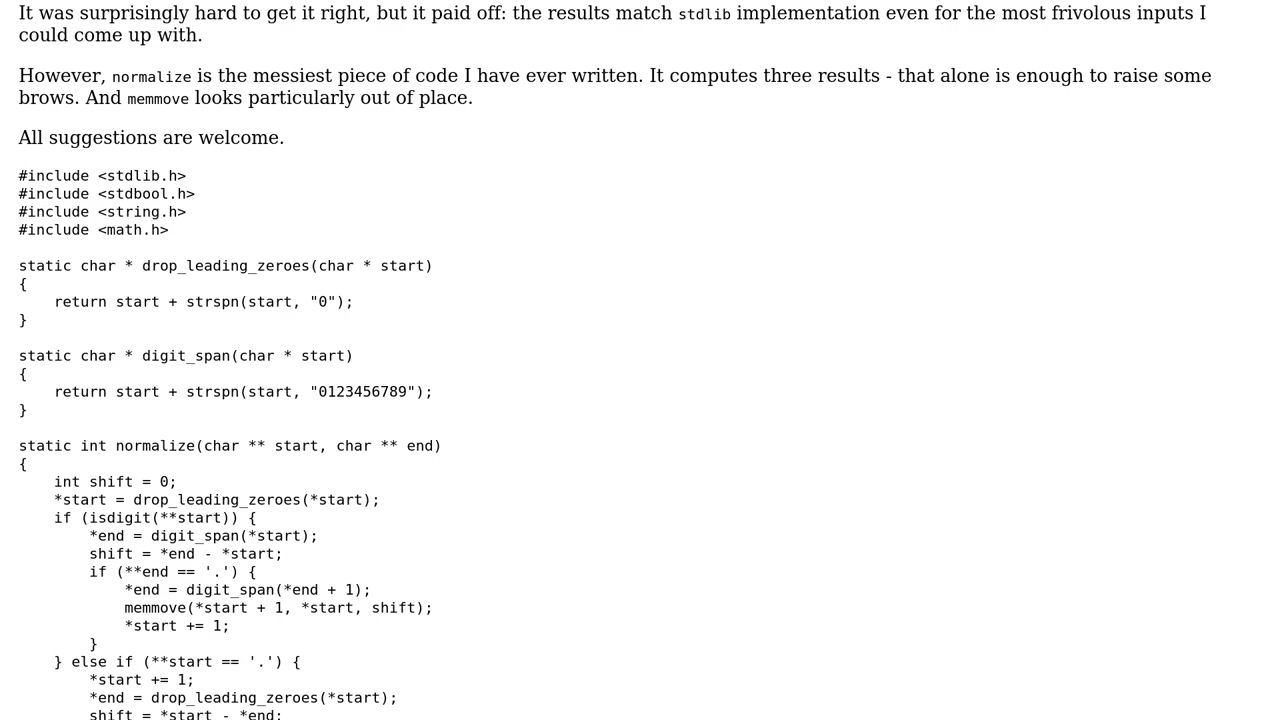 It was surprisingly hard to get it right, but it paid off: the results match stdlib implementation even for the most frivolous inputs I
could come up with.
However, normalize is the messiest piece of code I have ever written. It computes three results - that alone is enough to raise some
brows. And memmove looks particularly out of place.
All suggestions are welcome.
#include <stdlib.h>
#include <stdbool.h>
#include <string.h>
#include <math.h>
static char * drop_leading_zeroes(char * start)
{
    return start + strspn(start, "0");
}
static char * digit_span(char * start)
{
    return start + strspn(start, "0123456789");
}
static int normalize(char ** start, char ** end)
{
    int shift = 0;
    *start = drop_leading_zeroes(*start);
    if (isdigit(**start)) {
        *end = digit_span(*start);
        shift = *end - *start;
        if (**end == '.') {
            *end = digit_span(*end + 1);
            memmove(*start + 1, *start, shift);
            *start += 1;
        }
    } else if (**start == '.') {
        *start += 1;
        *end = drop_leading_zeroes(*start);
        shift = *start - *end;